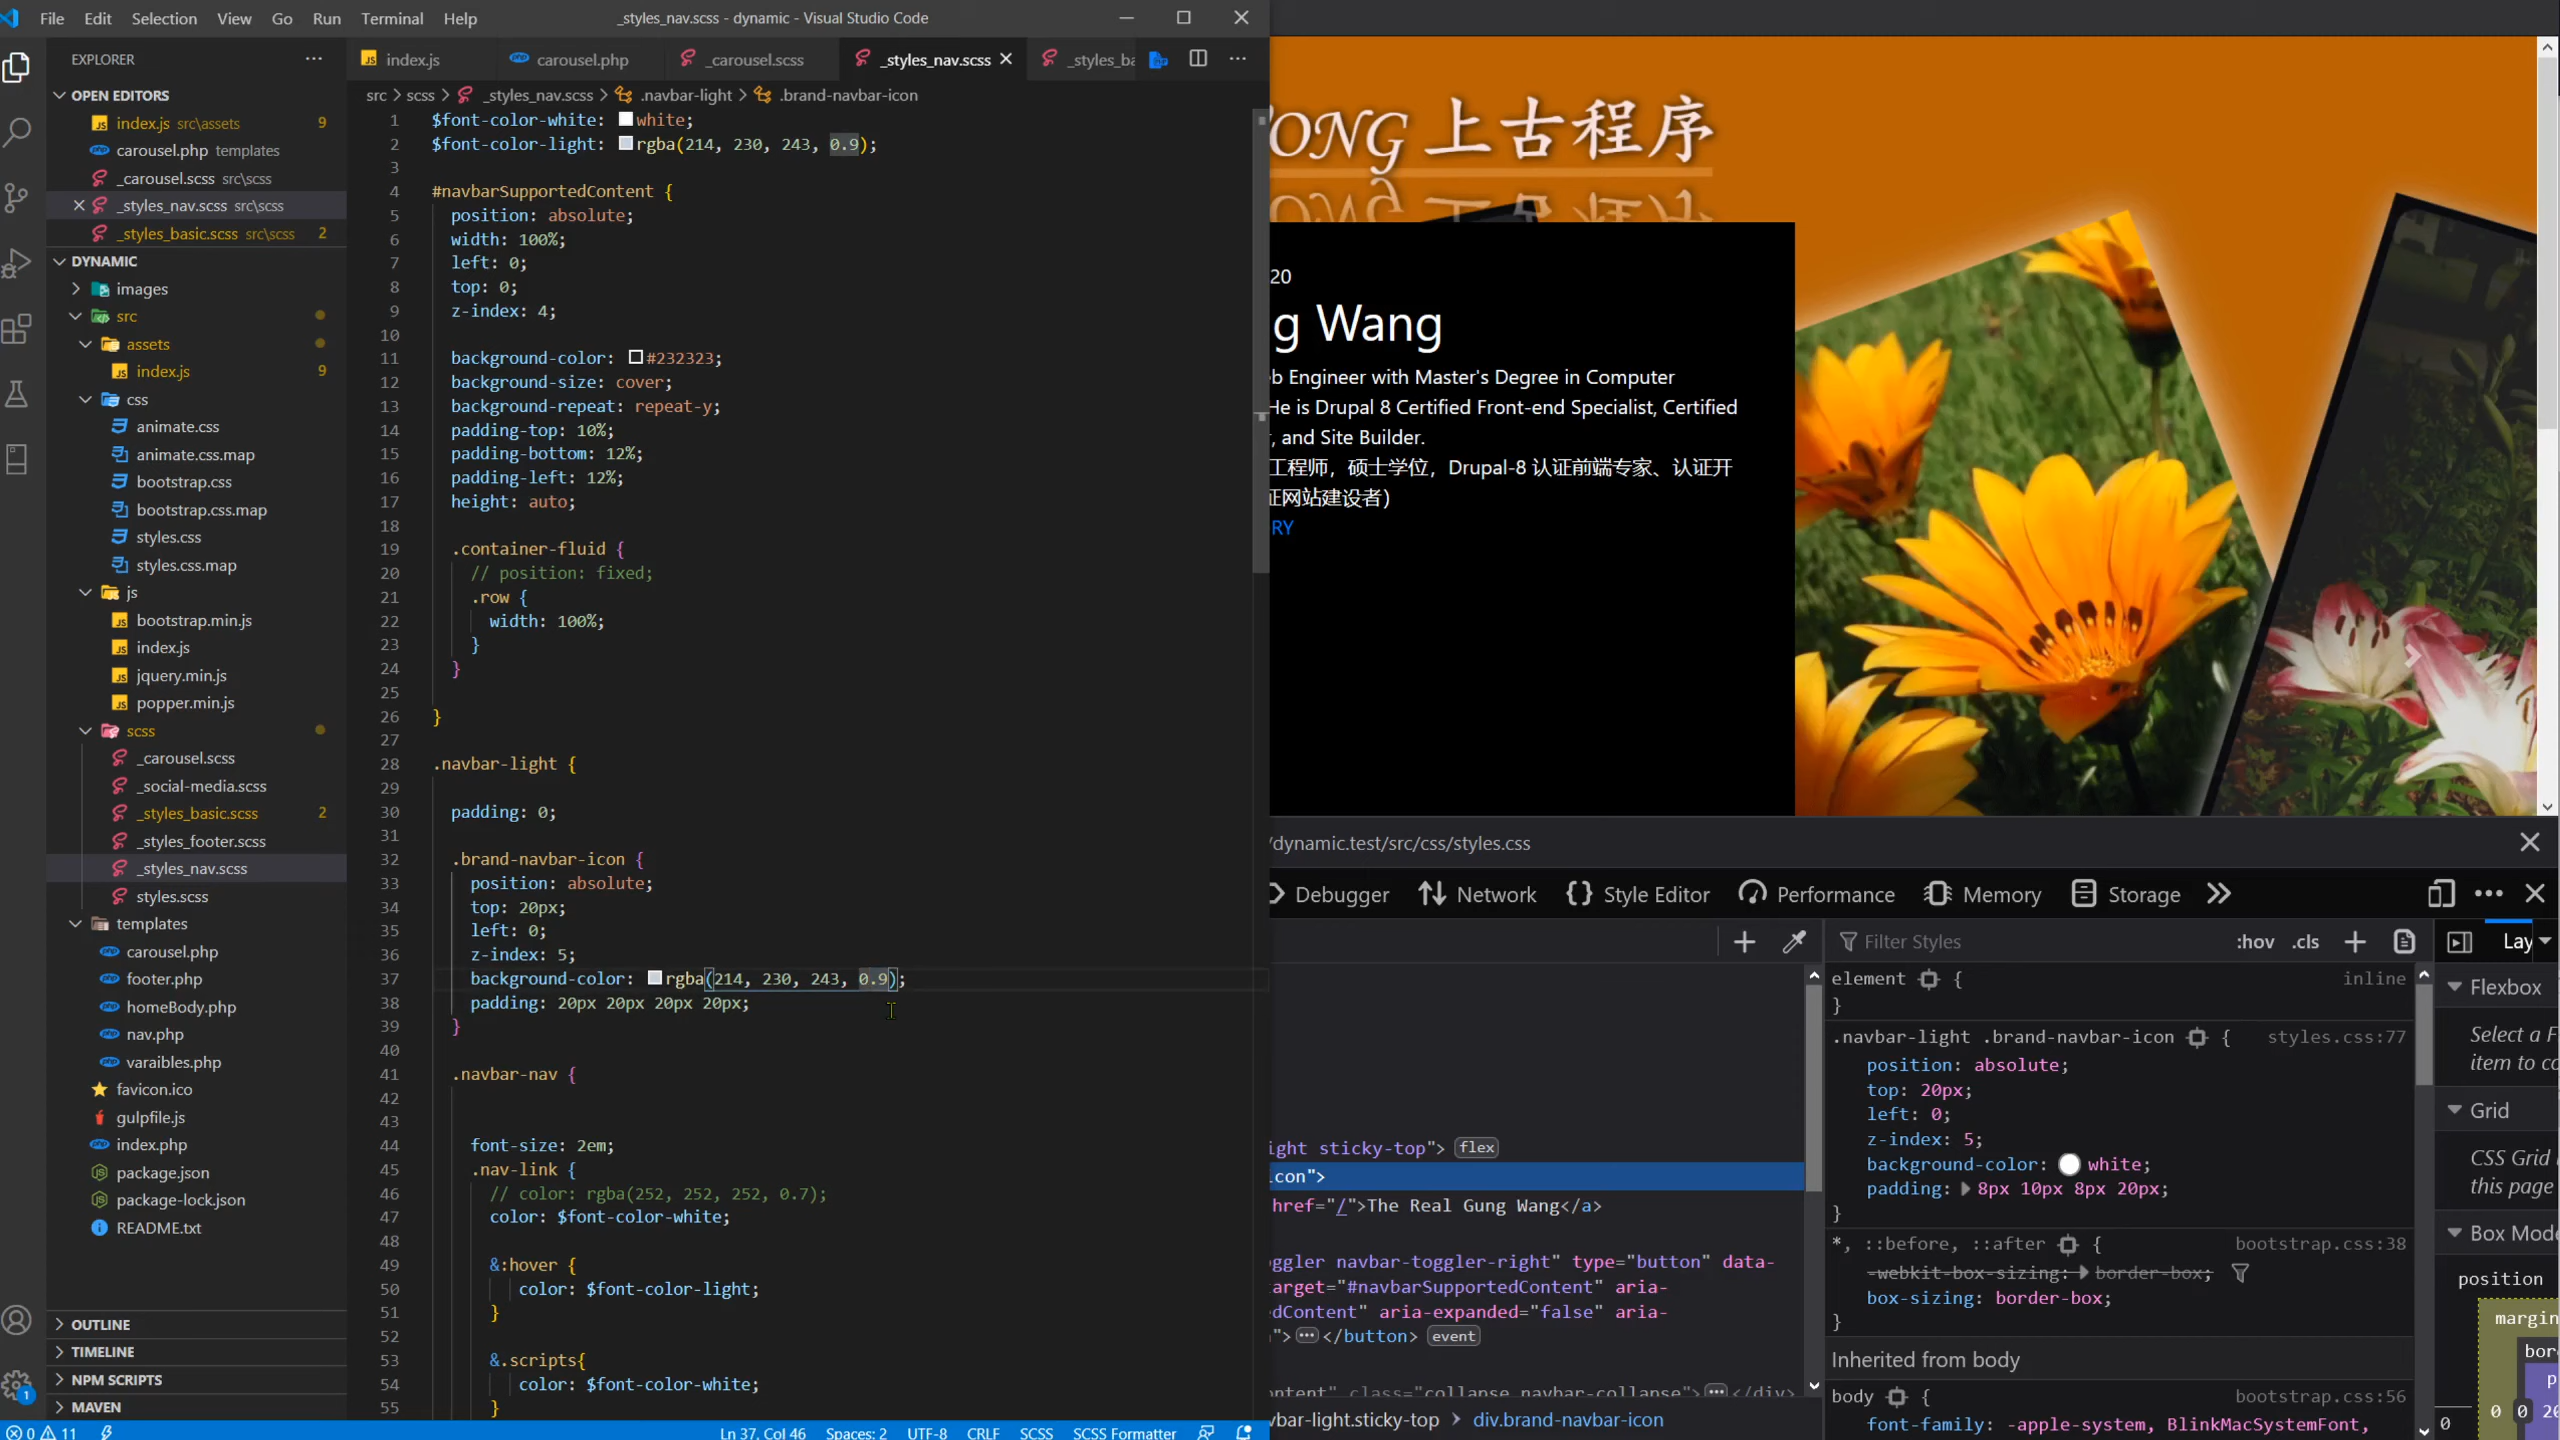 File Edit Selection View Go Run Terminal Help
_styles_nav.scss - dynamic - Visual Studio Code
EXPLORER
OPEN EDITORS
index.js src\assets 9
carousel.php templates
_carousel.scss src\scss
_styles_nav.scss src\scss
_styles_basic.scss src\scss 2
DYNAMIC
images
src
assets
index.js 9
css
animate.css
animate.css.map
bootstrap.css
bootstrap.css.map
styles.css
styles.css.map
js
bootstrap.min.js
index.js
jquery.min.js
popper.min.js
scss
_carousel.scss
_social-media.scss
_styles_basic.scss 2
_styles_footer.scss
_styles_nav.scss
styles.scss
templates
carousel.php
footer.php
homeBody.php
nav.php
varaibles.php
favicon.ico
gulpfile.js
index.php
package.json
package-lock.json
README.txt
OUTLINE
TIMELINE
NPM SCRIPTS
MAVEN
index.js carousel.php _carousel.scss _styles_nav.scss _styles_ba
src > scss > _styles_nav.scss > .navbar-light > .brand-navbar-icon
1 $font-color-white: white;
2 $font-color-light: rgba(214, 230, 243, 0.9);
3
4 #navbarSupportedContent {
5 position: absolute;
6 width: 100%;
7 left: 0;
8 top: 0;
9 z-index: 4;
10
11 background-color: #232323;
12 background-size: cover;
13 background-repeat: repeat-y;
14 padding-top: 10%;
15 padding-bottom: 12%;
16 padding-left: 12%;
17 height: auto;
18
19 .container-fluid {
20 // position: fixed;
21 .row {
22 width: 100%;
23 }
24 }
25
26 }
27
28 .navbar-light {
29
30 padding: 0;
31
32 .brand-navbar-icon {
33 position: absolute;
34 top: 20px;
35 left: 0;
36 z-index: 5;
37 background-color: rgba(214, 230, 243, 0.9);
38 padding: 20px 20px 20px 20px;
39 }
40
41 .navbar-nav {
42
43
44 font-size: 2em;
45 .nav-link {
46 // color: rgba(252, 252, 252, 0.7);
47 color: $font-color-white;
48
49 &:hover {
50 color: $font-color-light;
51 }
52
53 &.scripts{
54 color: $font-color-white;
55 }
0 11 Ln 37, Col 46 Spaces: 2 UTF-8 CRLF SCSS SCSS Formatter
ONG 上古程序
20
g Wang
b Engineer with Master's Degree in Computer
He is Drupal 8 Certified Front-end Specialist, Certified
, and Site Builder.
工程师，硕士学位，Drupal-8 认证前端专家、认证开
证网站建设者)
RY
/dynamic.test/src/css/styles.css
Debugger Network Style Editor Performance Memory Storage
ight sticky-top"> flex
con">
href="/">The Real Gung Wang</a>
oggler navbar-toggler-right" type="button" data-
target="#navbarSupportedContent" aria-
edContent" aria-expanded="false" aria-
"> </button> event
ontent" class="collapse navbar-collapse"> </div>
vbar-light.sticky-top > div.brand-navbar-icon
Filter Styles :hov .cls
element { inline
}
.navbar-light .brand-navbar-icon { styles.css:77
position: absolute;
top: 20px;
left: 0;
z-index: 5;
background-color: white;
padding: 8px 10px 8px 20px;
}
*, ::before, ::after { bootstrap.css:38
-webkit-box-sizing: border-box;
box-sizing: border-box;
}
Inherited from body
body { bootstrap.css:56
font-family: -apple-system, BlinkMacSystemFont,
Lay
Flexbox
Select a F
item to co
Grid
CSS Grid
this page
Box Mode
position
margin
bor
p
0 0 0 20
1